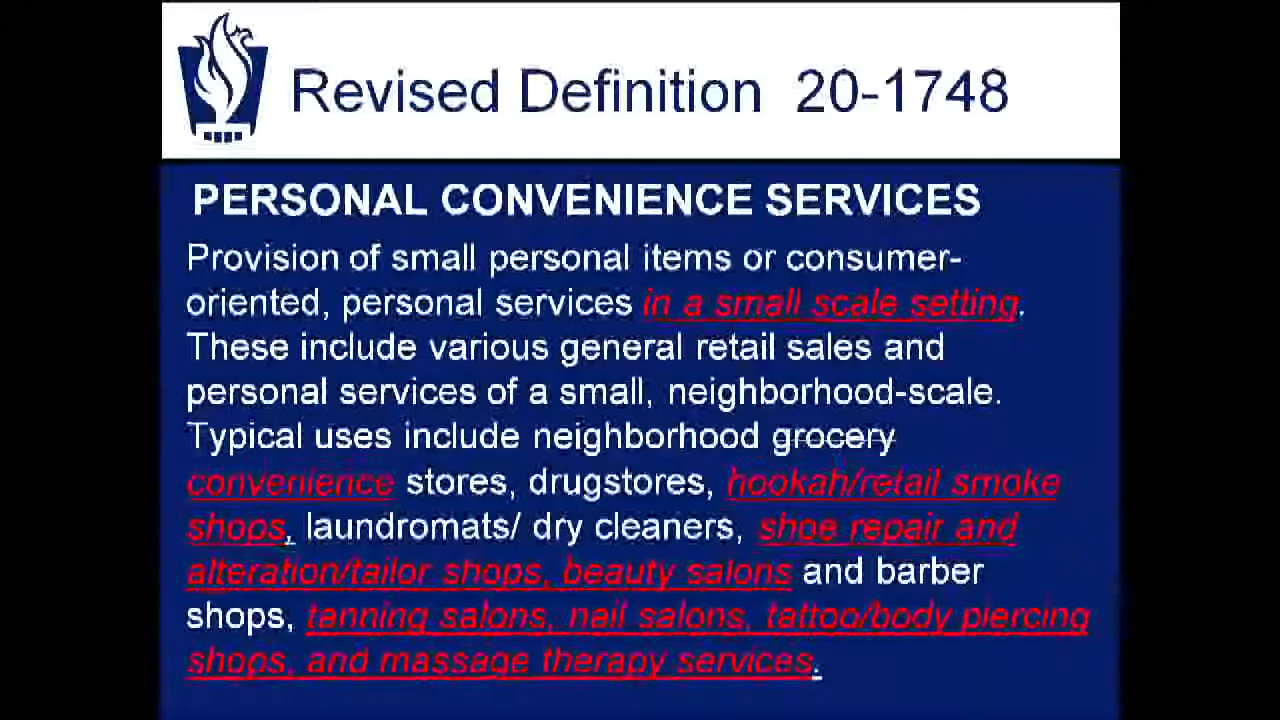 Revised Definition 20-1748
PERSONAL CONVENIENCE SERVICES
Provision of small personal items or consumer-
oriented, personal services in a small scale setting.
These include various general retail sales and
personal services of a small, neighborhood-scale.
Typical uses include neighborhood grocery
convenience stores, drugstores, hookah/retail smoke
shops, laundromats/ dry cleaners, shoe repair and
alteration/tailor shops, beauty salons and barber
shops, tanning salons, nail salons, tattoo/body piercing
shops, and massage therapy services.